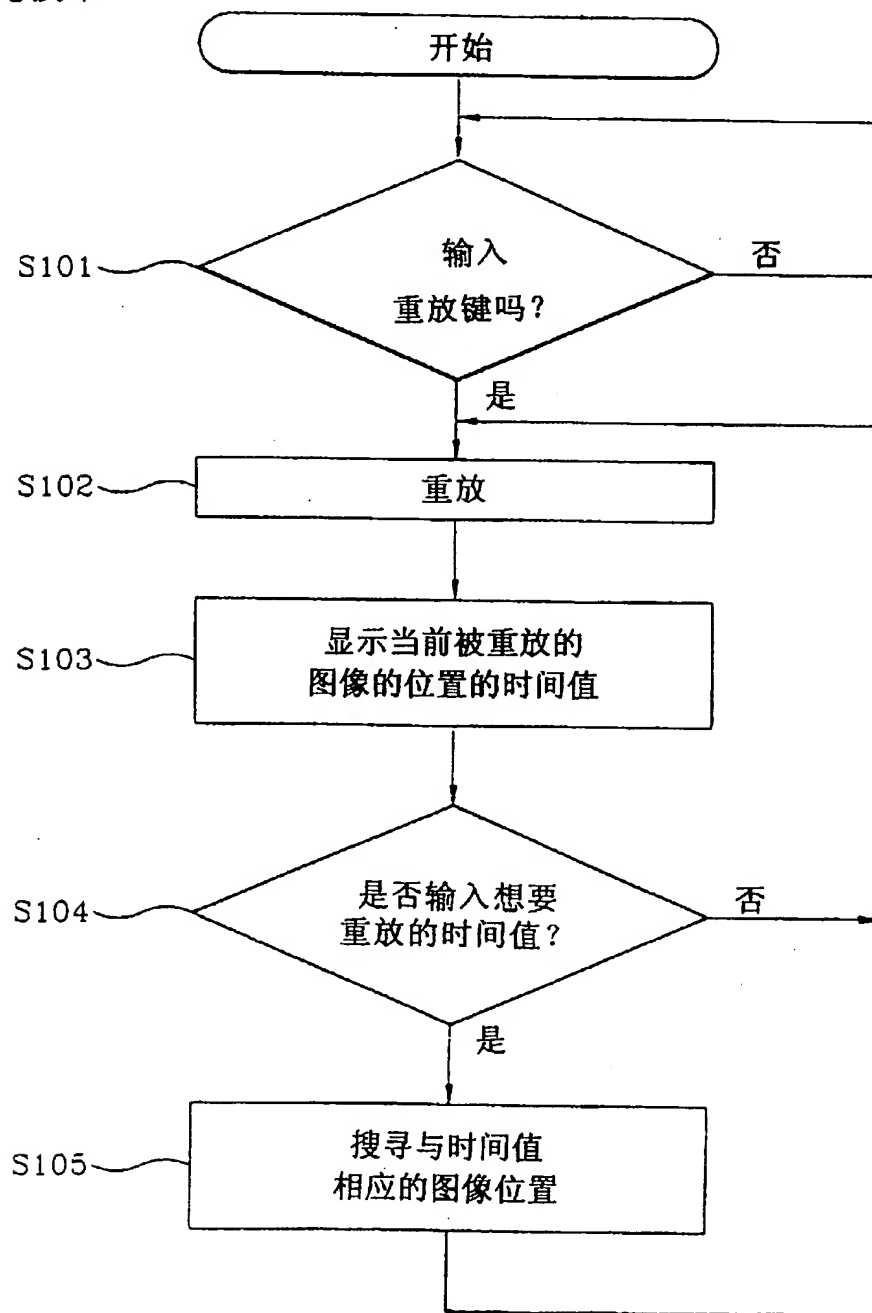 开始
输入
重放键吗?
否
S101
是
S102
重放
S103
显示当前被重放的
图像的位置的时间值
S104
是否输入想要
重放的时间值?
否
是
S105
搜寻与时间值
相应的图像位置